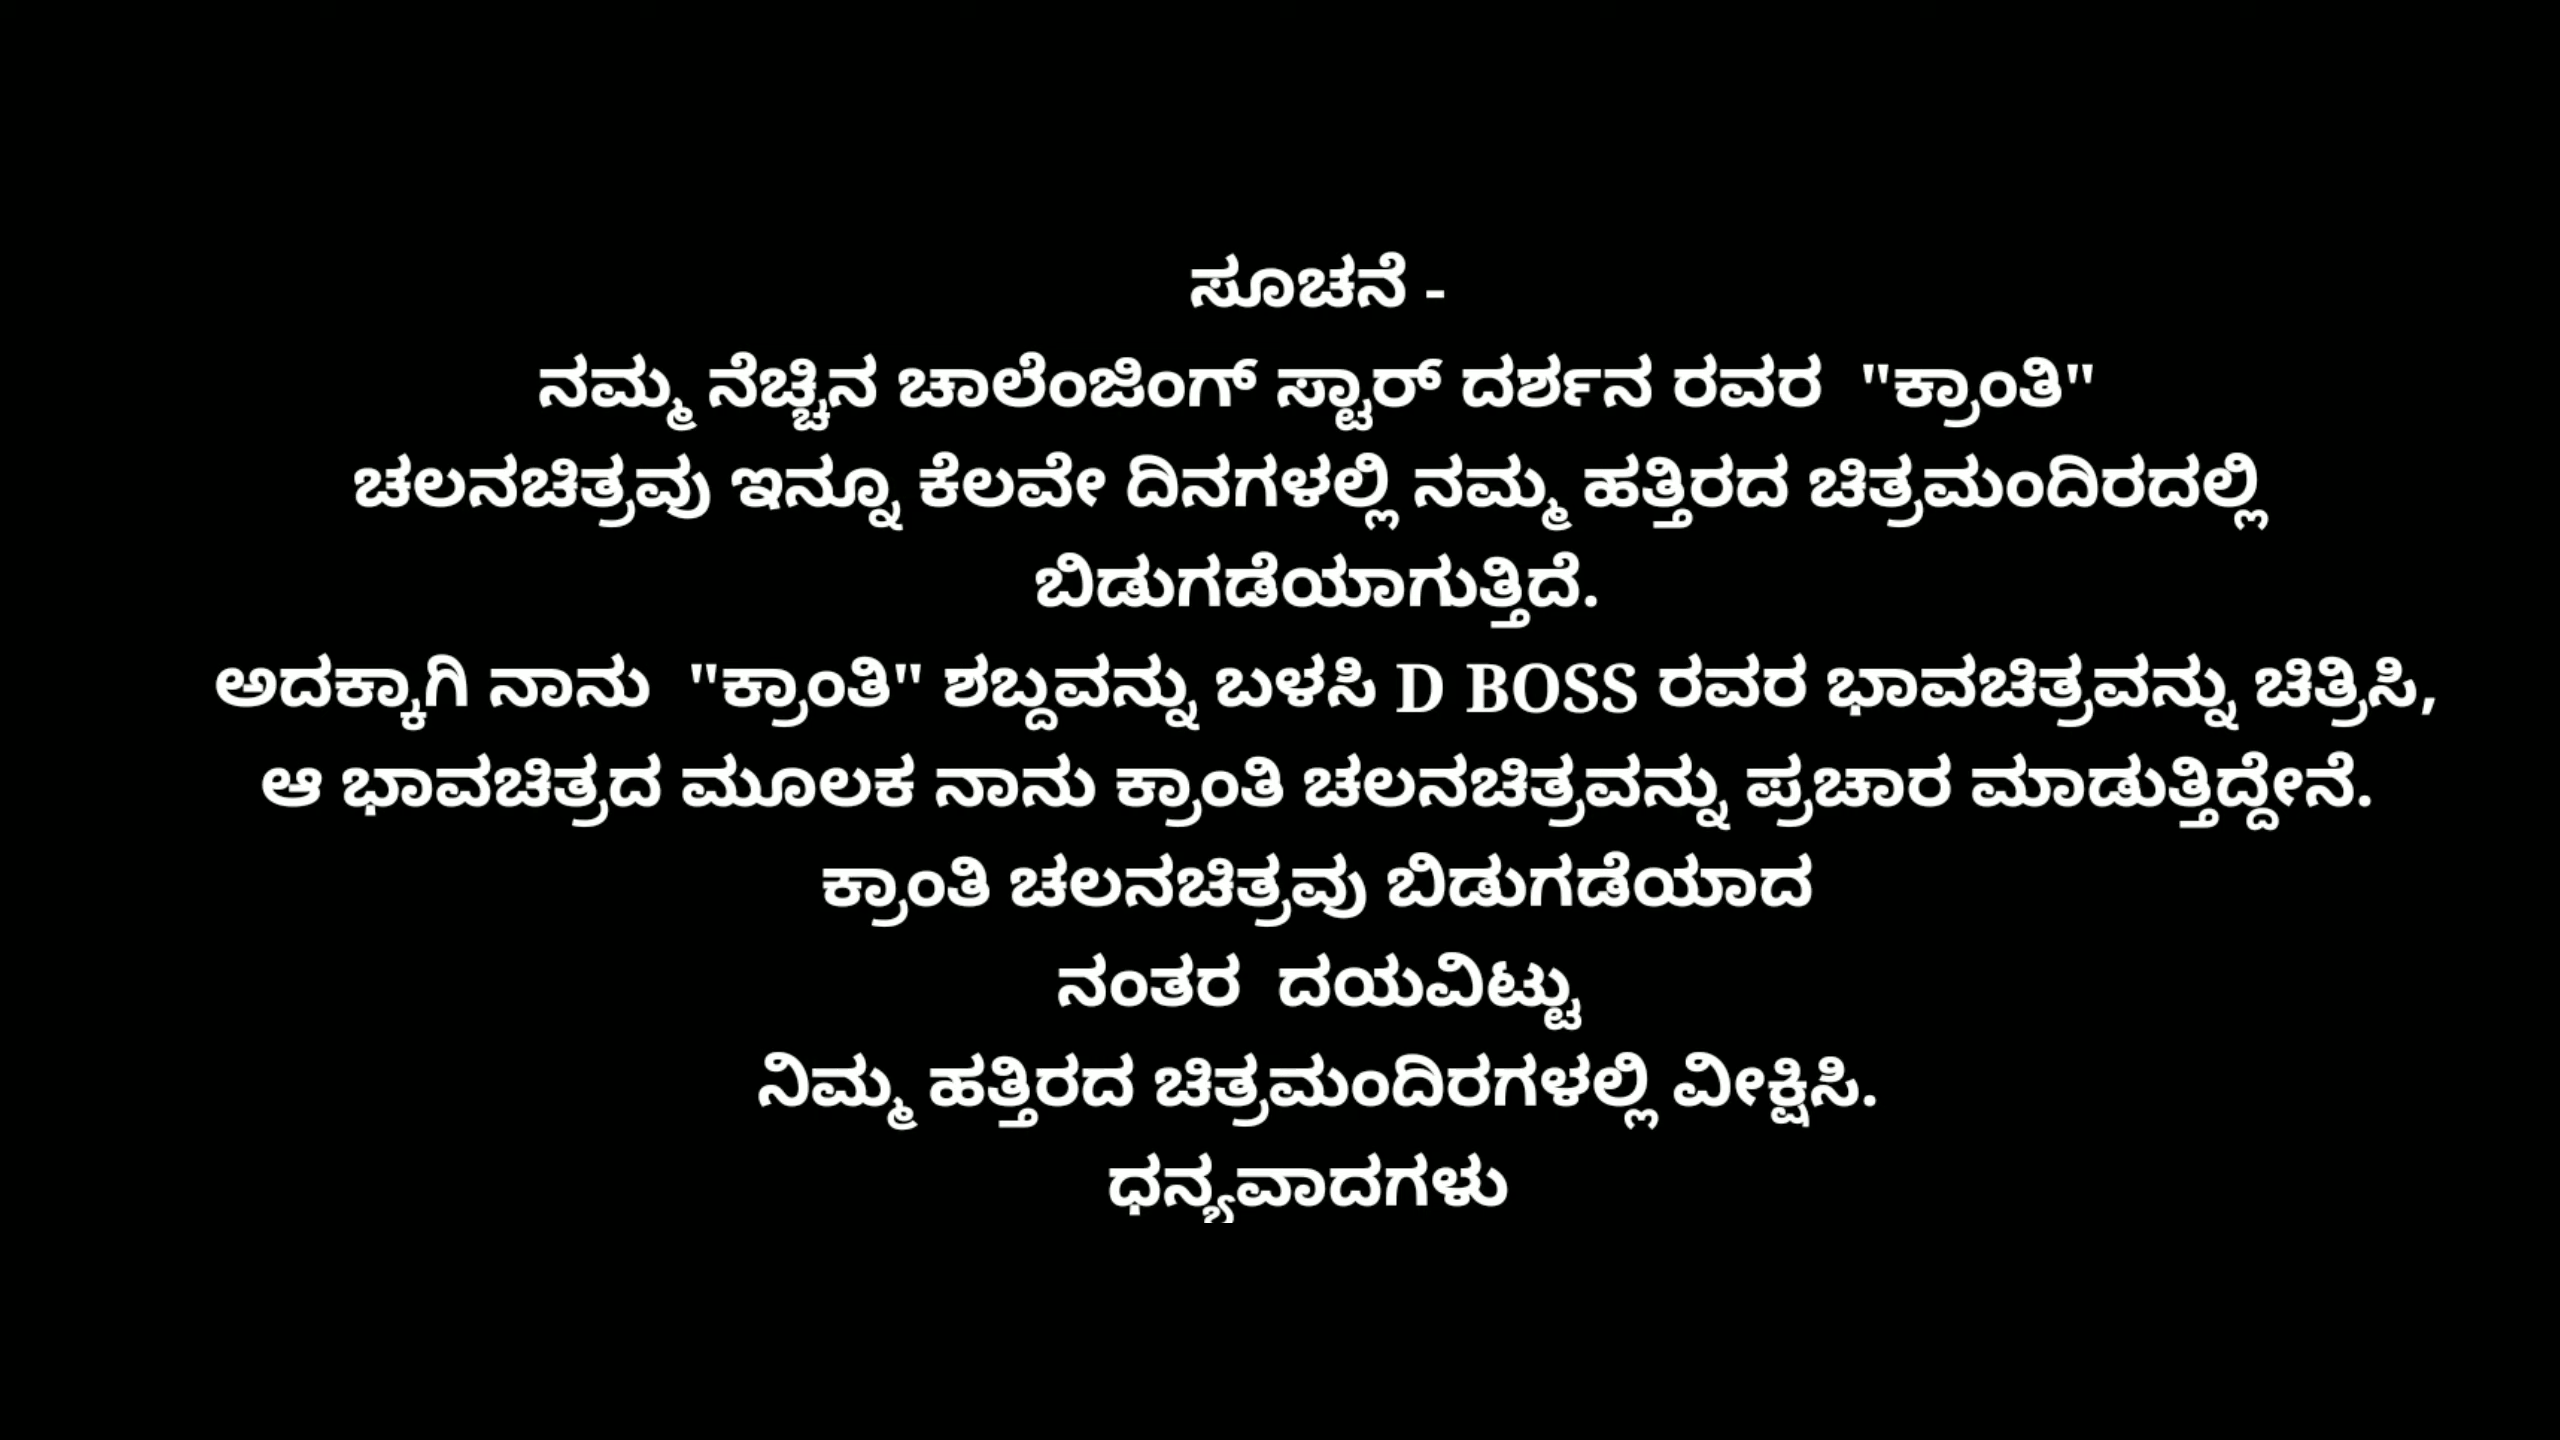 ಸೂಚನೆ -
ನಮ್ಮ ನೆಚ್ಚಿನ ಚಾಲೆಂಜಿಂಗ್ ಸ್ಟಾರ್ ದರ್ಶನ ರವರ "ಕ್ರಾಂತಿ"
ಚಲನಚಿತ್ರವು ಇನ್ನೂ ಕೆಲವೇ ದಿನಗಳಲ್ಲಿ ನಮ್ಮ ಹತ್ತಿರದ ಚಿತ್ರಮಂದಿರದಲ್ಲಿ
ಬಿಡುಗಡೆಯಾಗುತ್ತಿದೆ.
ಅದಕ್ಕಾಗಿ ನಾನು "ಕ್ರಾಂತಿ" ಶಬ್ದವನ್ನು ಬಳಸಿ D BOSS ರವರ ಭಾವಚಿತ್ರವನ್ನು ಚಿತ್ರಿಸಿ,
ಆ ಭಾವಚಿತ್ರದ ಮೂಲಕ ನಾನು ಕ್ರಾಂತಿ ಚಲನಚಿತ್ರವನ್ನು ಪ್ರಚಾರ ಮಾಡುತ್ತಿದ್ದೇನೆ.
ಕ್ರಾಂತಿ ಚಲನಚಿತ್ರವು ಬಿಡುಗಡೆಯಾದ
ನಂತರ ದಯವಿಟ್ಟು
ನಿಮ್ಮ ಹತ್ತಿರದ ಚಿತ್ರಮಂದಿರಗಳಲ್ಲಿ ವೀಕ್ಷಿಸಿ.
ಧನ್ಯವಾದಗಳು